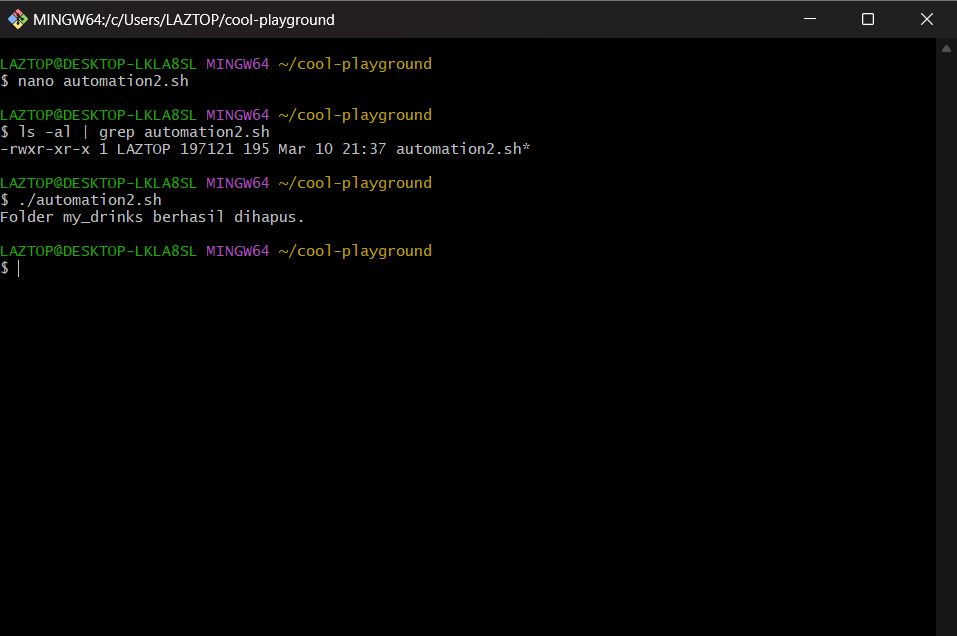 MINGW64:/c/Users/LAZTOP/cool-playground
LAZTOP@DESKTOP-LKLA8SL MINGW64 ~/cool-playground
$ nano automation2.sh
LAZTOP@DESKTOP-LKLA8SL MINGW64 ~/cool-playground
$ ls -al | grep automation2.sh
-rwxr-xr-x 1 LAZTOP 197121 195 Mar 10 21:37 automation2.sh*
LAZTOP@DESKTOP-LKLA8SL MINGW64 ~/cool-playground
$ ./automation2.sh
Folder my_drinks berhasil dihapus.
LAZTOP@DESKTOP-LKLA8SL MINGW64 ~/cool-playground
$